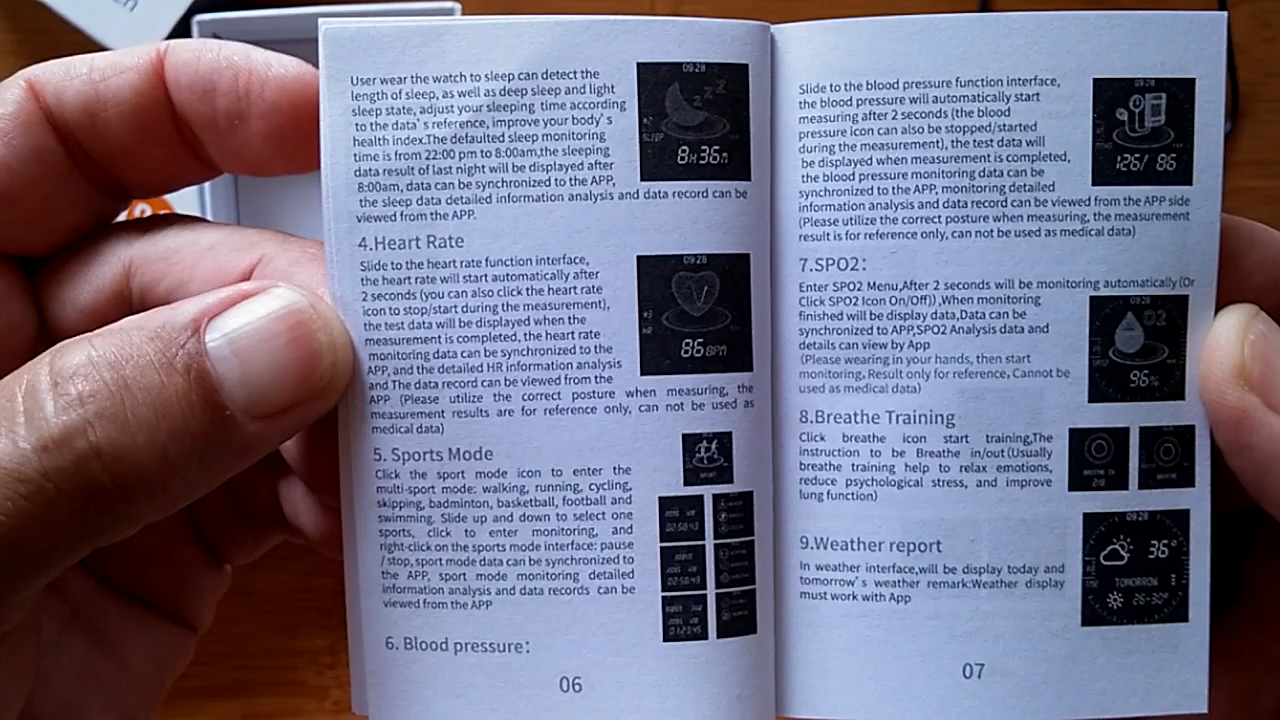 User wear the watch to sleep can detect the
length of sleep, as well as deep sleep and light
sleep state, adjust your sleeping time according
to the data's reference, improve your body's
health index.The defaulted sleep monitoring
time is from 22:00 pm to 8:00am,the sleeping
data result of last night will be displayed after
8:00am, data can be synchronized to the APP,
the sleep data detailed information analysis and data record can be
viewed from the APP.
09:28
SLEEP
8H36M
4.Heart Rate
Slide to the heart rate function interface,
the heart rate will start automatically after
2 seconds (you can also click the heart rate
icon to stop/start during the measurement),
the test data will be displayed when the
measurement is completed, the heart rate
monitoring data can be synchronized to the
APP, and the detailed HR information analysis
and The data record can be viewed from the
APP (Please utilize the correct posture when measuring, the
measurement results are for reference only, can not be used as
medical data)
09:28
HR
86BPM
5. Sports Mode
Click the sport mode icon to enter the
multi-sport mode: walking, running, cycling,
skipping, badminton, basketball, football and
swimming. Slide up and down to select one
sports, click to enter monitoring, and
right-click on the sports mode interface: pause
/ stop, sport mode data can be synchronized to
the APP, sport mode monitoring detailed
information analysis and data records can be
viewed from the APP
SPORT
02:58:43
02:58:43
01:23:45
6. Blood pressure:
06
Slide to the blood pressure function interface,
the blood pressure will automatically start
measuring after 2 seconds (the blood
pressure icon can also be stopped/started
during the measurement), the test data will
be displayed when measurement is completed,
the blood pressure monitoring data can be
synchronized to the APP, monitoring detailed
information analysis and data record can be viewed from the APP side
(Please utilize the correct posture when measuring, the measurement
result is for reference only, can not be used as medical data)
09:28
126/ 86
7.SPO2:
Enter SPO2 Menu,After 2 seconds will be monitoring automatically (Or
Click SPO2 Icon On/Off)) ,When monitoring
finished will be display data,Data can be
synchronized to APP,SPO2 Analysis data and
details can view by App
(Please wearing in your hands, then start
monitoring, Result only for reference, Cannot be
used as medical data)
09:28
O2
96%
8.Breathe Training
Click breathe icon start training,The
instruction to be Breathe in/out (Usually
breathe training help to relax emotions,
reduce psychological stress, and improve
lung function)
BREATHE IN
BREATHE
9.Weather report
In weather interface,will be display today and
tomorrow's weather remark:Weather display
must work with App
09:28
36°
TOMORROW
26-30°
07